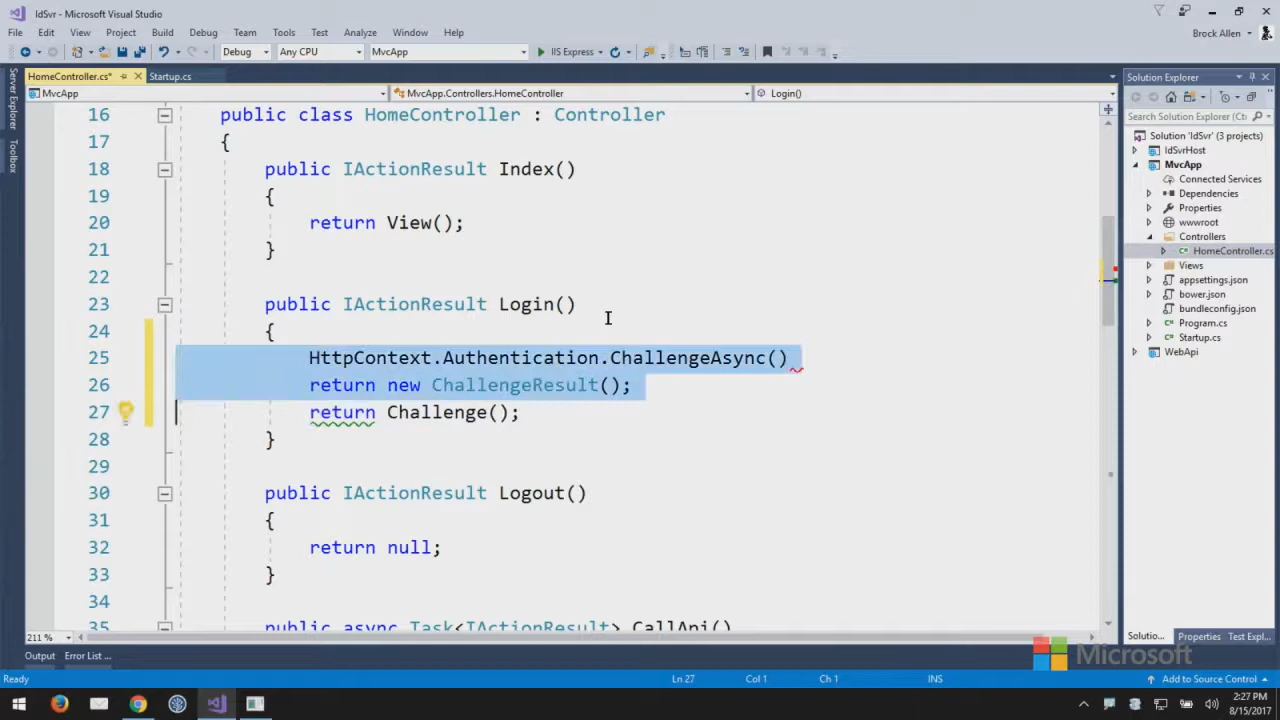 IdSvr - Microsoft Visual Studio
File Edit View Project Build Debug Team Tools Test Analyze Window Help
Brock Allen
Debug Any CPU MvcApp IIS Express
HomeController.cs* Startup.cs
MvcApp MvcApp.Controllers.HomeController Login()
Server Explorer
Toolbox
16 public class HomeController : Controller
17 {
18 public IActionResult Index()
19 {
20 return View();
21 }
22
23 public IActionResult Login()
24 {
25 HttpContext.Authentication.ChallengeAsync()
26 return new ChallengeResult();
27 return Challenge();
28 }
29
30 public IActionResult Logout()
31 {
32 return null;
33 }
34
35 public async Task<IActionResult> CallApi()
211 %
Solution Explorer
Search Solution Explorer (Ct
Solution 'IdSvr' (3 projects)
IdSvrHost
MvcApp
Connected Services
Dependencies
Properties
wwwroot
Controllers
HomeController.cs
Views
appsettings.json
bower.json
bundleconfig.json
Program.cs
Startup.cs
WebApi
Solutio... Properties Test Expl...
Output Error List ...
Microsoft
Ready Ln 27 Col 1 Ch 1 INS Add to Source Control
2:27 PM
8/15/2017